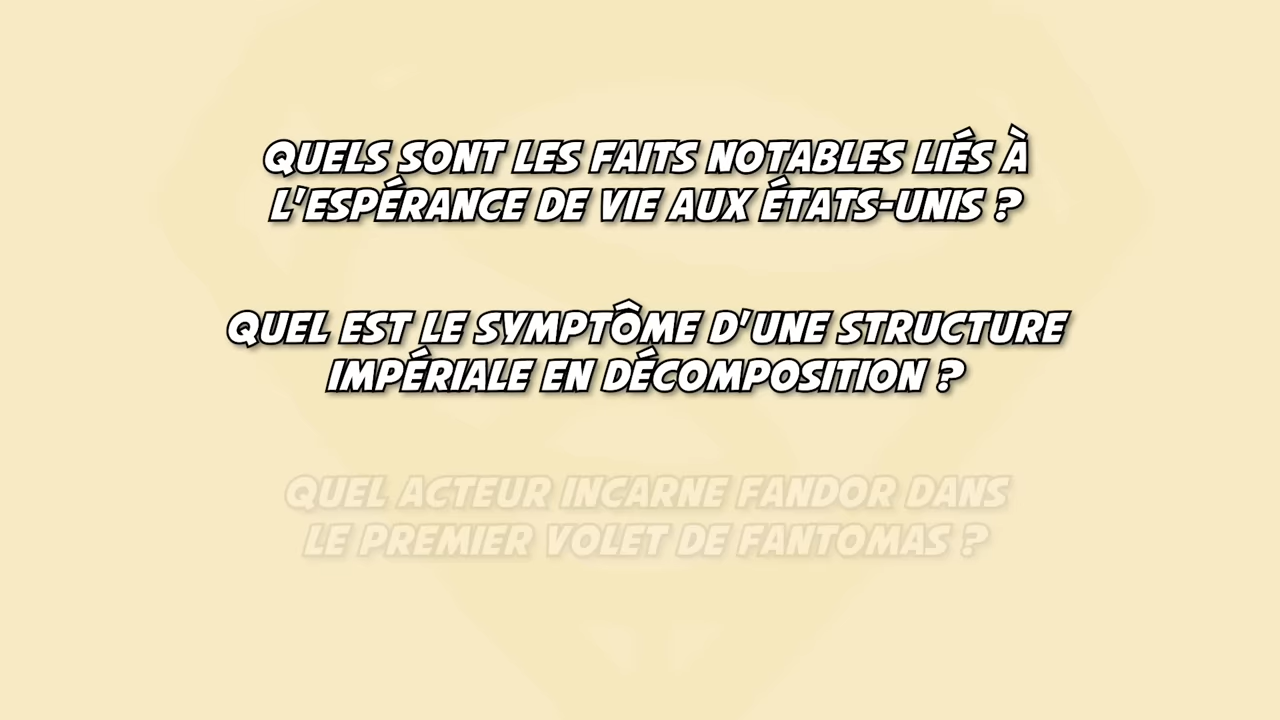 QUELS SONT LES FAITS NOTABLES LIÉS À
L'ESPÉRANCE DE VIE AUX ÉTATS-UNIS ?
QUEL EST LE SYMPTÔME D'UNE STRUCTURE
IMPÉRIALE EN DÉCOMPOSITION ?
QUEL ACTEUR INCARNE FANDOR DANS
LE PREMIER VOLET DE FANTOMAS ?